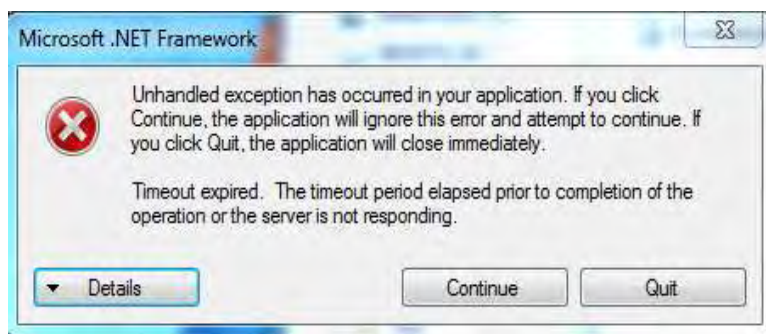 Microsoft .NET Framework
Unhandled exception has occurred in your application. If you click
Continue, the application will ignore this error and attempt to continue. If
you click Quit, the application will close immediately.
Timeout expired. The timeout period elapsed prior to completion of the
operation or the server is not responding.
Details
Continue
Quit